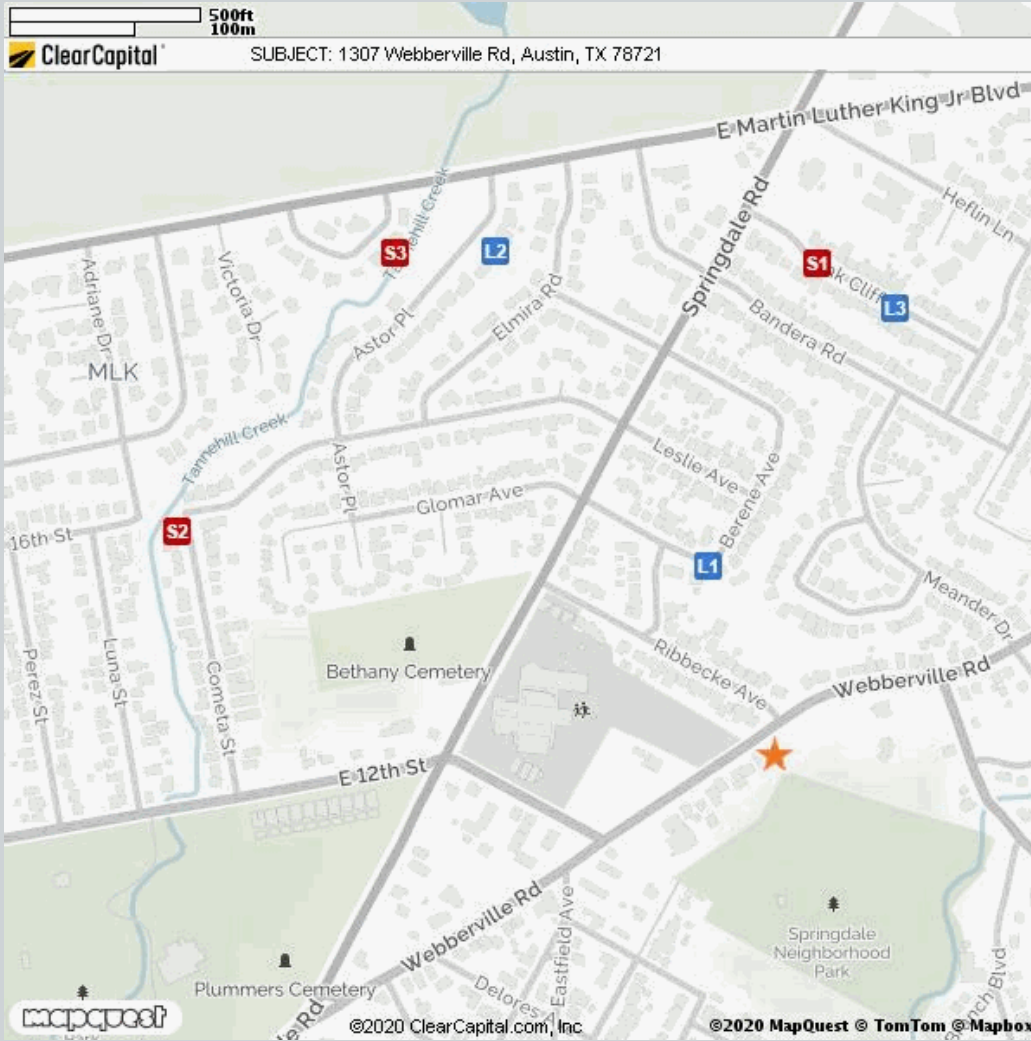 500ft
100m
ClearCapital
SUBJECT: 1307 Webberville Rd, Austin, TX 78721
E Martin Luther King Jr Blvd
Heflin Ln
Springdale Rd
Tannehill Creek
S3
L2
S1
L3
Adriane Dr
Victoria Dr
Astor Pl
Elmira Rd
Bandera Rd
MLK
Tannehill Creek
Astor Pl
Leslie Ave
Berene Ave
Glomar Ave
16th St
S2
L1
Meander Dr
Bethany Cemetery
Ribbecke Ave
Webberville Rd
Perez St
Luna St
Cometa St
E 12th St
Webberville Rd
Eastfield Ave
Springdale
Neighborhood
Park
Plummers Cemetery
Delores
mapquest
©2020 ClearCapital.com, Inc
©2020 MapQuest © TomTom © Mapbox